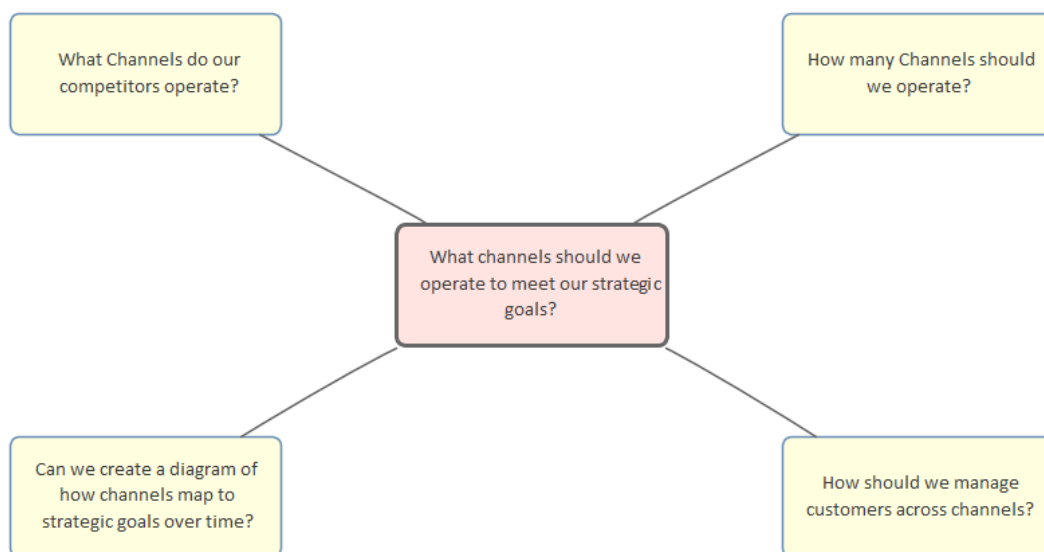 What Channels do our
competitors operate?
How many Channels should
we operate?
What channels should we
operate to meet our strategic
goals?
Can we create a diagram of
how channels map to
strategic goals over time?
How should we manage
customers across channels?